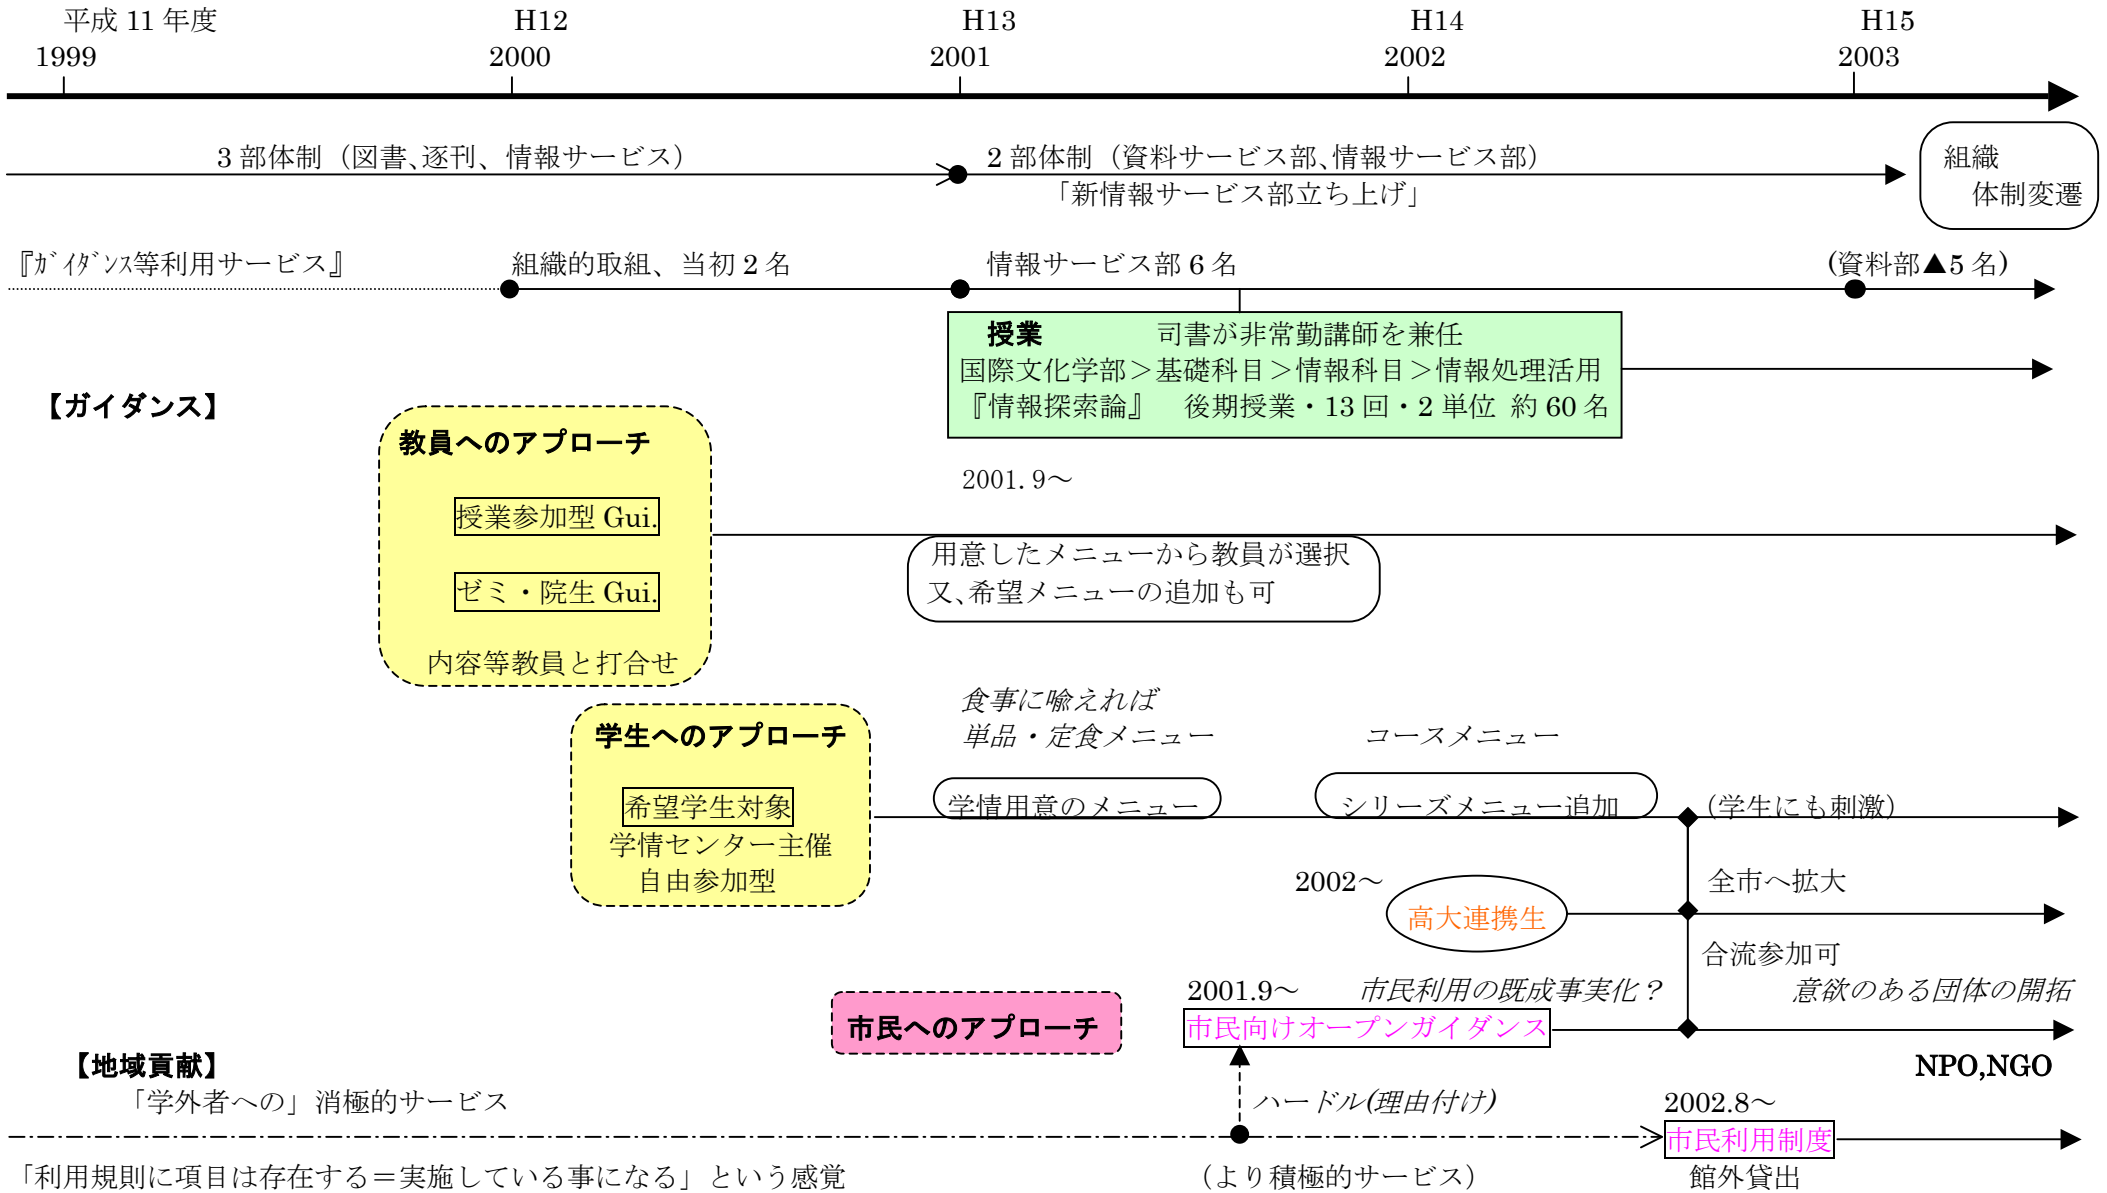 平成 11 年度 H12 H13 H14 H15
1999 2000 2001 2002 2003
3 部体制（図書、逐刊、情報サービス）
2 部体制（資料サービス部、情報サービス部）
「新情報サービス部立ち上げ」
組織
体制変遷
『ｶﾞｲﾀﾞﾝｽ等利用サービス』
組織的取組、当初 2 名
情報サービス部 6 名
(資料部▲5 名)
授業 司書が非常勤講師を兼任
国際文化学部＞基礎科目＞情報科目＞情報処理活用
『情報探索論』 後期授業・13 回・2 単位 約 60 名
【ガイダンス】
教員へのアプローチ
2001. 9～
授業参加型 Gui.
ゼミ・院生 Gui.
内容等教員と打合せ
用意したメニューから教員が選択
又、希望メニューの追加も可
食事に喩えれば
単品・定食メニュー
コースメニュー
学生へのアプローチ
希望学生対象
学情センター主催
自由参加型
学情用意のメニュー
シリーズメニュー追加
（学生にも刺激）
2002～
高大連携生
全市へ拡大
合流参加可
2001.9～
市民利用の既成事実化？
意欲のある団体の開拓
市民へのアプローチ
市民向けオープンガイダンス
NPO,NGO
【地域貢献】
「学外者への」消極的サービス
ハードル(理由付け)
2002.8～
市民利用制度
「利用規則に項目は存在する＝実施している事になる」という感覚
（より積極的サービス）
館外貸出